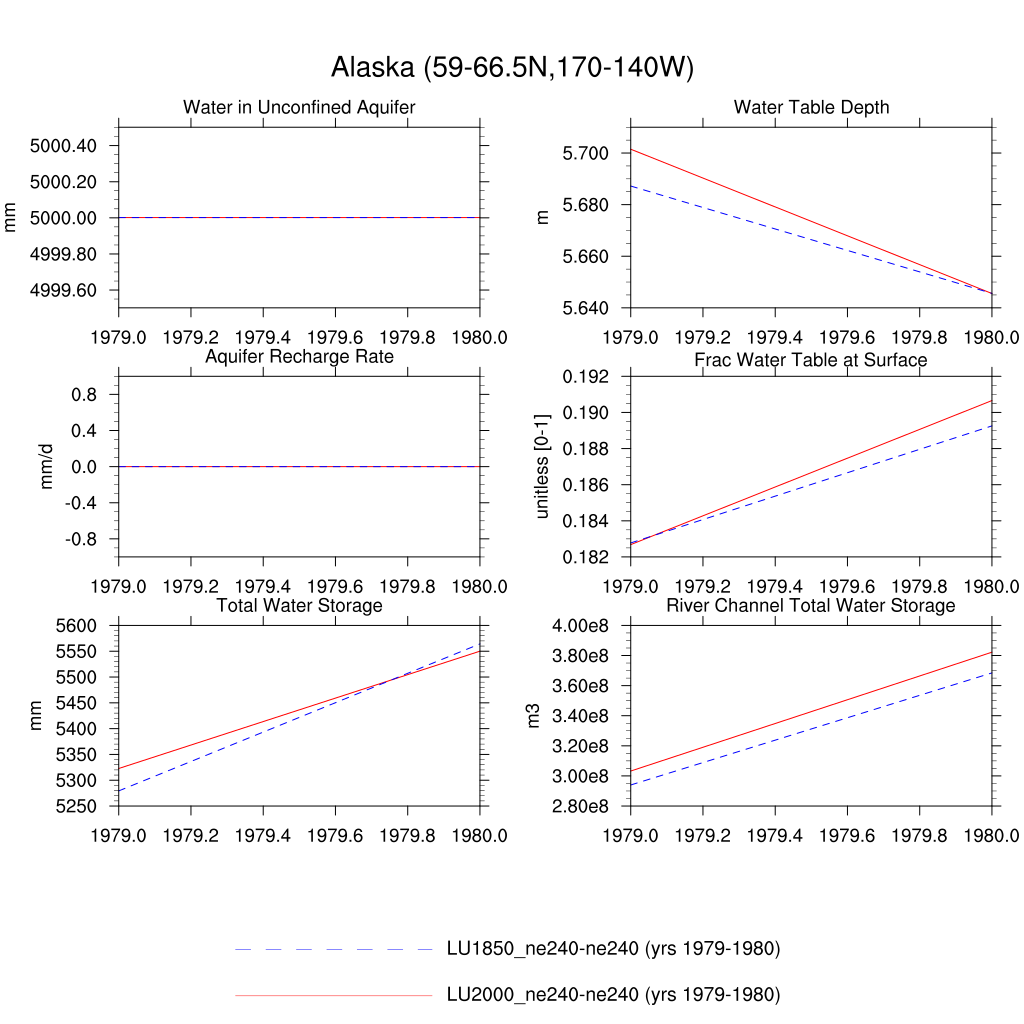 Alaska (59-66.5N,170-140W)
Water in Unconfined Aquifer
mm
5000.40
5000.20
5000.00
4999.80
4999.60
1979.0 1979.2 1979.4 1979.6 1979.8 1980.0
Water Table Depth
m
5.700
5.680
5.660
5.640
1979.0 1979.2 1979.4 1979.6 1979.8 1980.0
Aquifer Recharge Rate
mm/d
0.8
0.4
0.0
-0.4
-0.8
1979.0 1979.2 1979.4 1979.6 1979.8 1980.0
Frac Water Table at Surface
unitless [0-1]
0.192
0.190
0.188
0.186
0.184
0.182
1979.0 1979.2 1979.4 1979.6 1979.8 1980.0
Total Water Storage
mm
5600
5550
5500
5450
5400
5350
5300
5250
1979.0 1979.2 1979.4 1979.6 1979.8 1980.0
River Channel Total Water Storage
m3
4.00e8
3.80e8
3.60e8
3.40e8
3.20e8
3.00e8
2.80e8
1979.0 1979.2 1979.4 1979.6 1979.8 1980.0
LU1850_ne240-ne240 (yrs 1979-1980)
LU2000_ne240-ne240 (yrs 1979-1980)